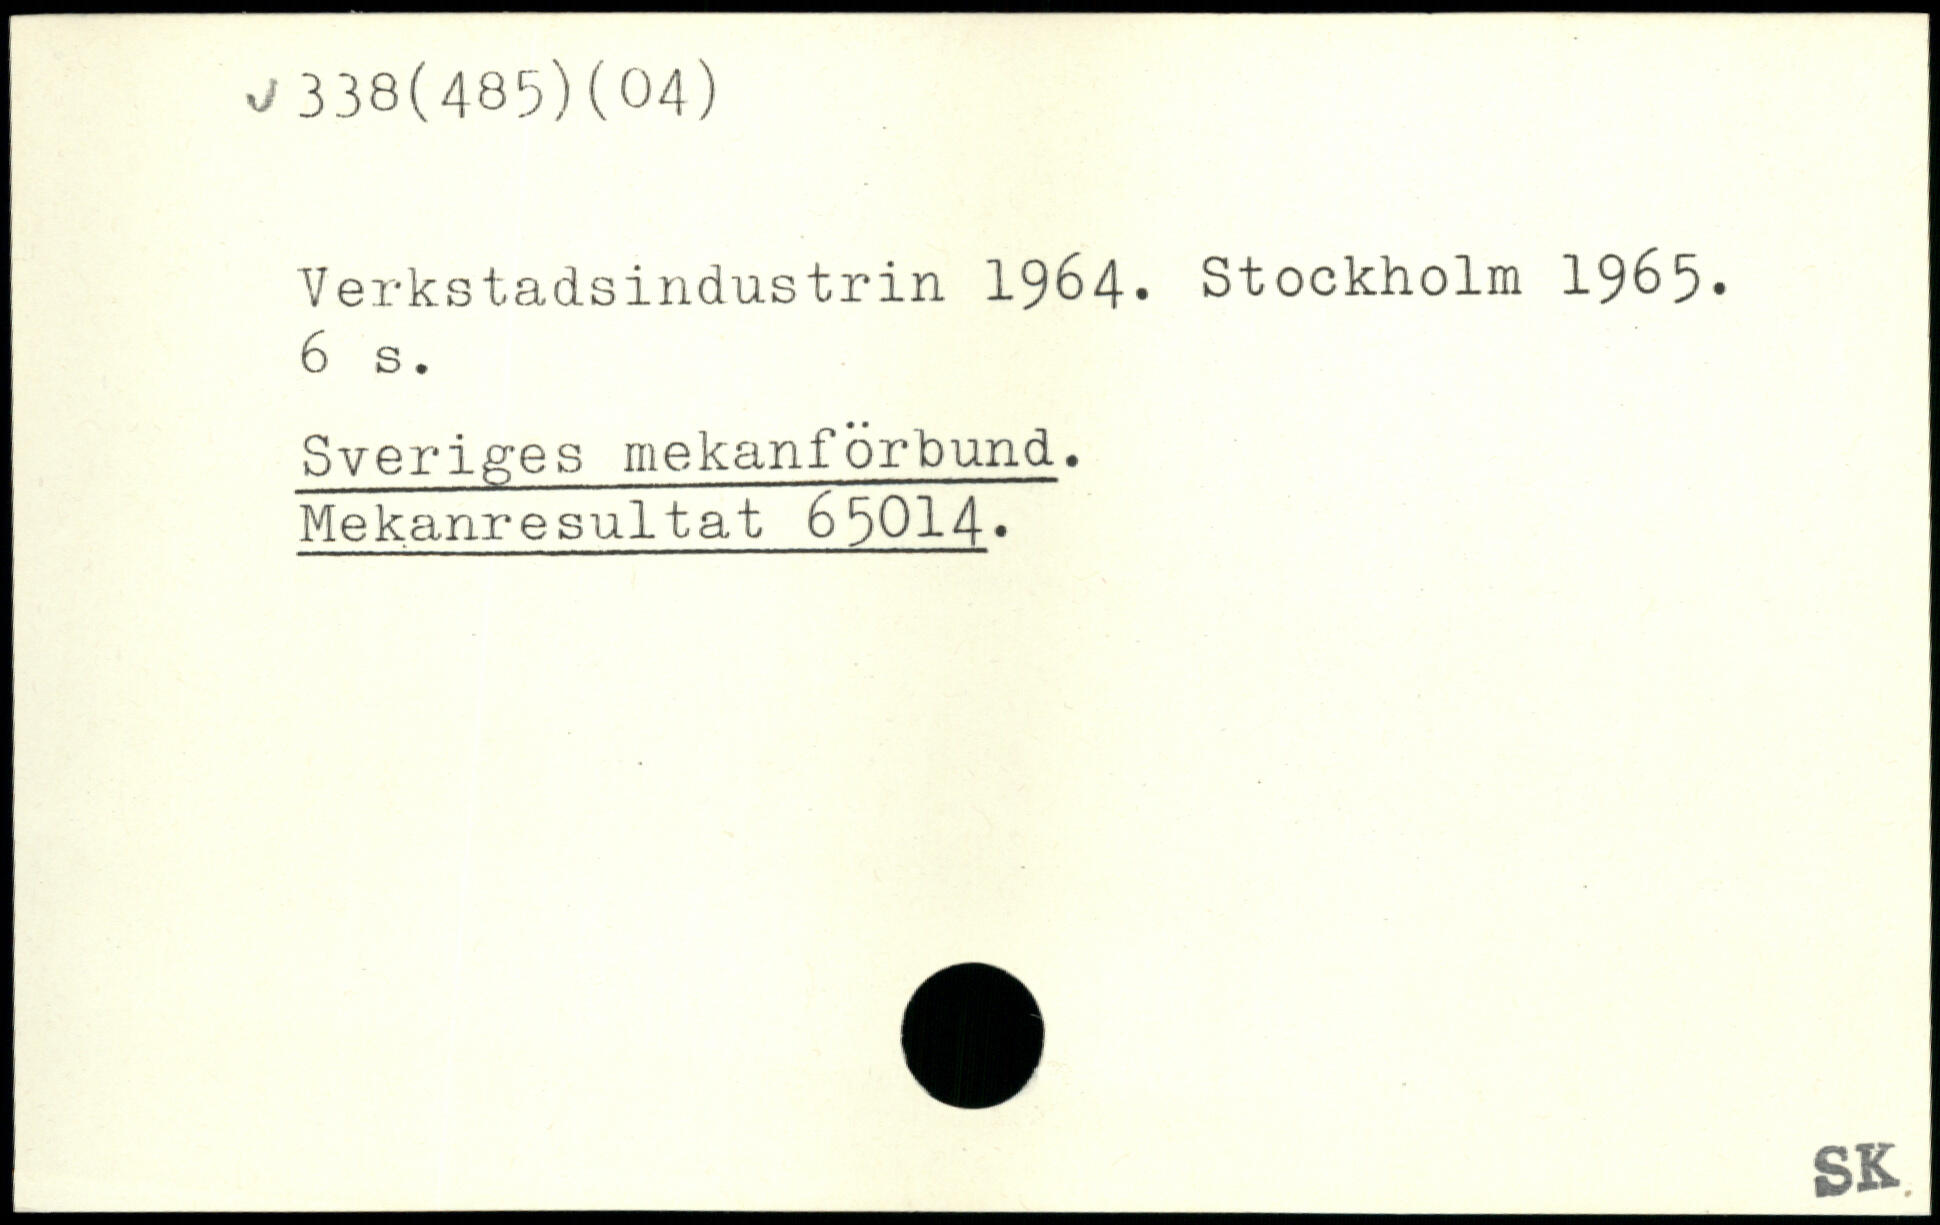 338(485)(04)
Verkstadsindustrin 1964. Stockholm 1965.
6 s.
Sveriges mekanförbund.
Mekanresultat 65014.
SK